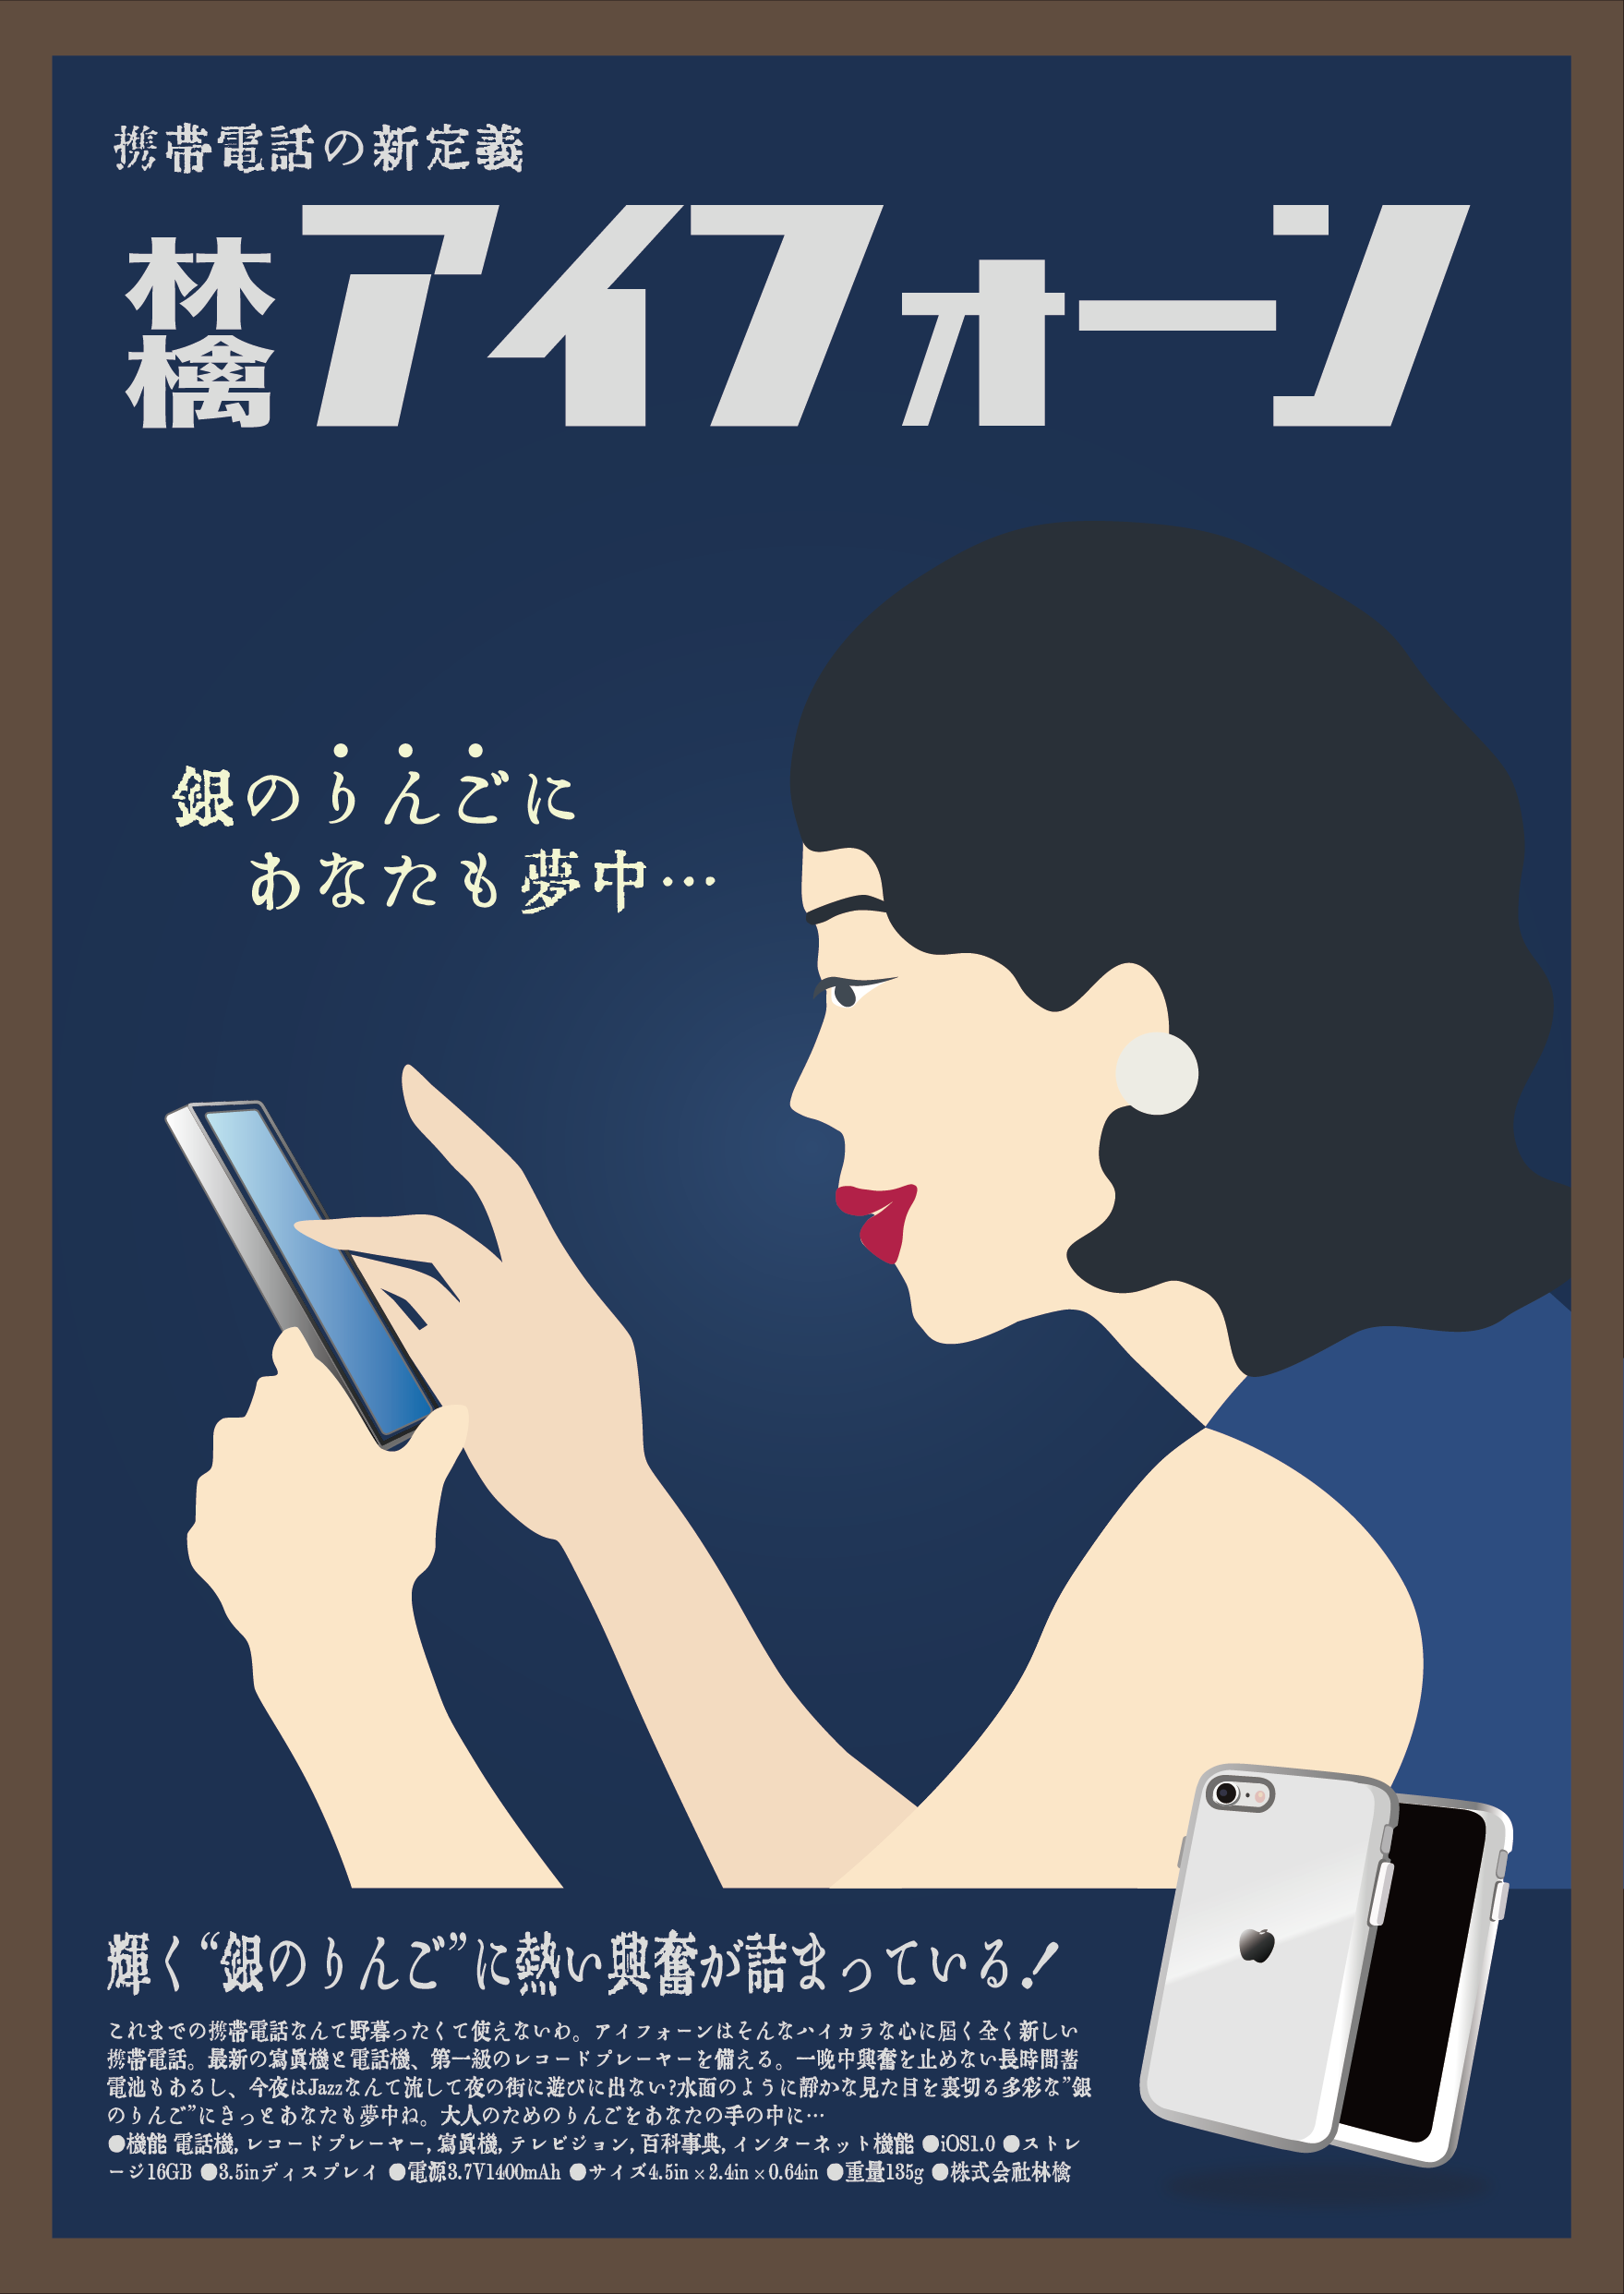 携帯電話の新定義
林檎アイフォーン
銀のりんごに
あなたも夢中…
輝く“銀のりんご”に熱い興奮が詰まっている!
これまでの携帯電話なんて野暮ったくて使えないわ。アイフォーンはそんなハイカラな心に届く全く新しい
携帯電話。最新の寫眞機と電話機、第一級のレコードプレーヤーを備える。一晩中興奮を止めない長時間蓄
電池もあるし、今夜はJazzなんて流して夜の街に遊びに出ない?水面のように靜かな見た目を裏切る多彩な”銀
のりんご”にきっとあなたも夢中ね。大人のためのりんごをあなたの手の中に…
●機能 電話機, レコードプレーヤー, 寫眞機, テレビジョン, 百科事典, インターネット機能 ●iOS1.0 ●ストレ
ージ16GB ●3.5inディスプレイ ●電源3.7V1400mAh ●サイズ4.5in×2.4in×0.64in ●重量135g ●株式会社林檎